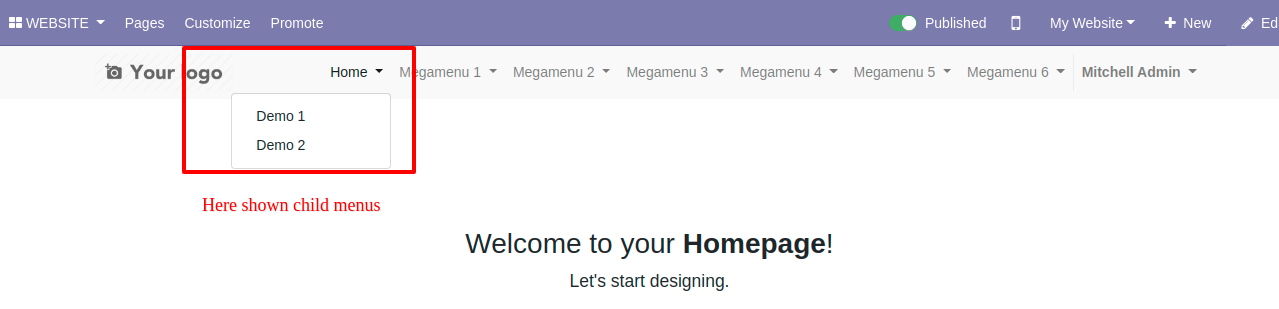 WEBSITE Pages Customize Promote Published My Website New Ed
Your logo Home Megamenu 1 Megamenu 2 Megamenu 3 Megamenu 4 Megamenu 5 Megamenu 6 Mitchell Admin
Demo 1
Demo 2
Here shown child menus
Welcome to your Homepage!
Let's start designing.